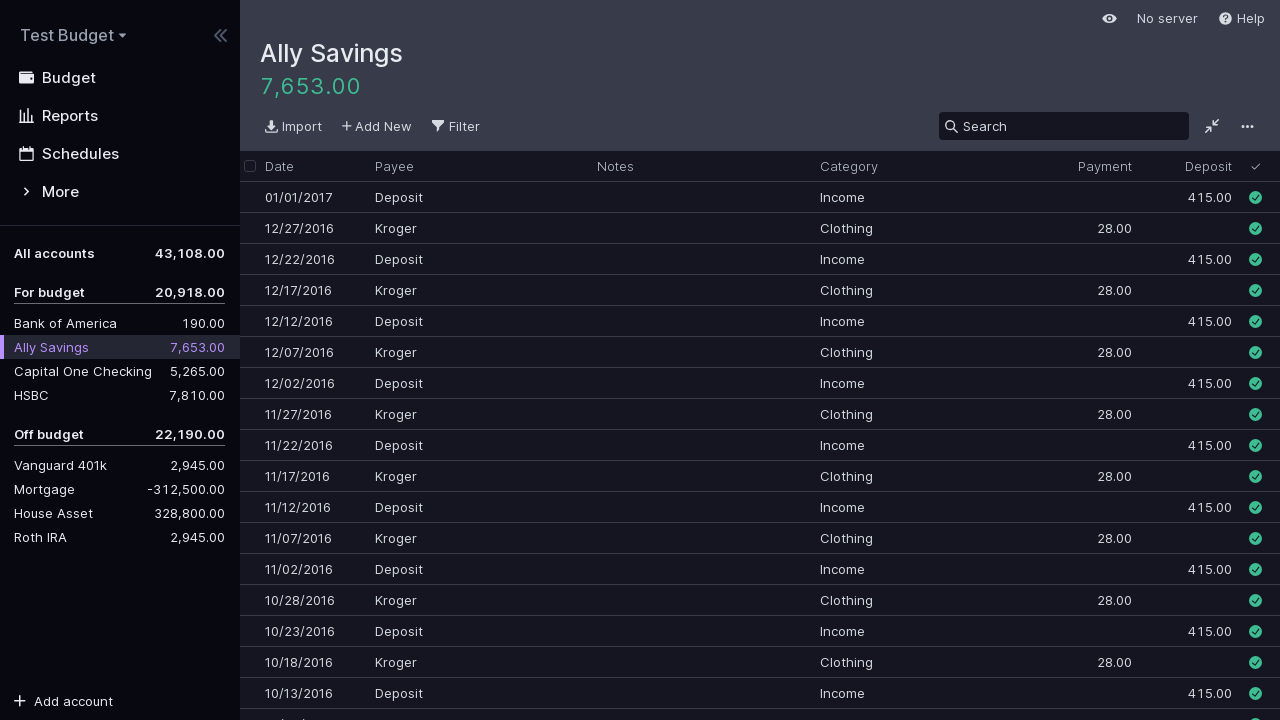 Test Budget
Budget
Reports
Schedules
More
All accounts 43,108.00
For budget 20,918.00
Bank of America 190.00
Ally Savings 7,653.00
Capital One Checking 5,265.00
HSBC 7,810.00
Off budget 22,190.00
Vanguard 401k 2,945.00
Mortgage -312,500.00
House Asset 328,800.00
Roth IRA 2,945.00
Add account
No server Help
Ally Savings
7,653.00
Import Add New Filter Search
Date Payee Notes Category Payment Deposit
01/01/2017 Deposit Income 415.00
12/27/2016 Kroger Clothing 28.00
12/22/2016 Deposit Income 415.00
12/17/2016 Kroger Clothing 28.00
12/12/2016 Deposit Income 415.00
12/07/2016 Kroger Clothing 28.00
12/02/2016 Deposit Income 415.00
11/27/2016 Kroger Clothing 28.00
11/22/2016 Deposit Income 415.00
11/17/2016 Kroger Clothing 28.00
11/12/2016 Deposit Income 415.00
11/07/2016 Kroger Clothing 28.00
11/02/2016 Deposit Income 415.00
10/28/2016 Kroger Clothing 28.00
10/23/2016 Deposit Income 415.00
10/18/2016 Kroger Clothing 28.00
10/13/2016 Deposit Income 415.00